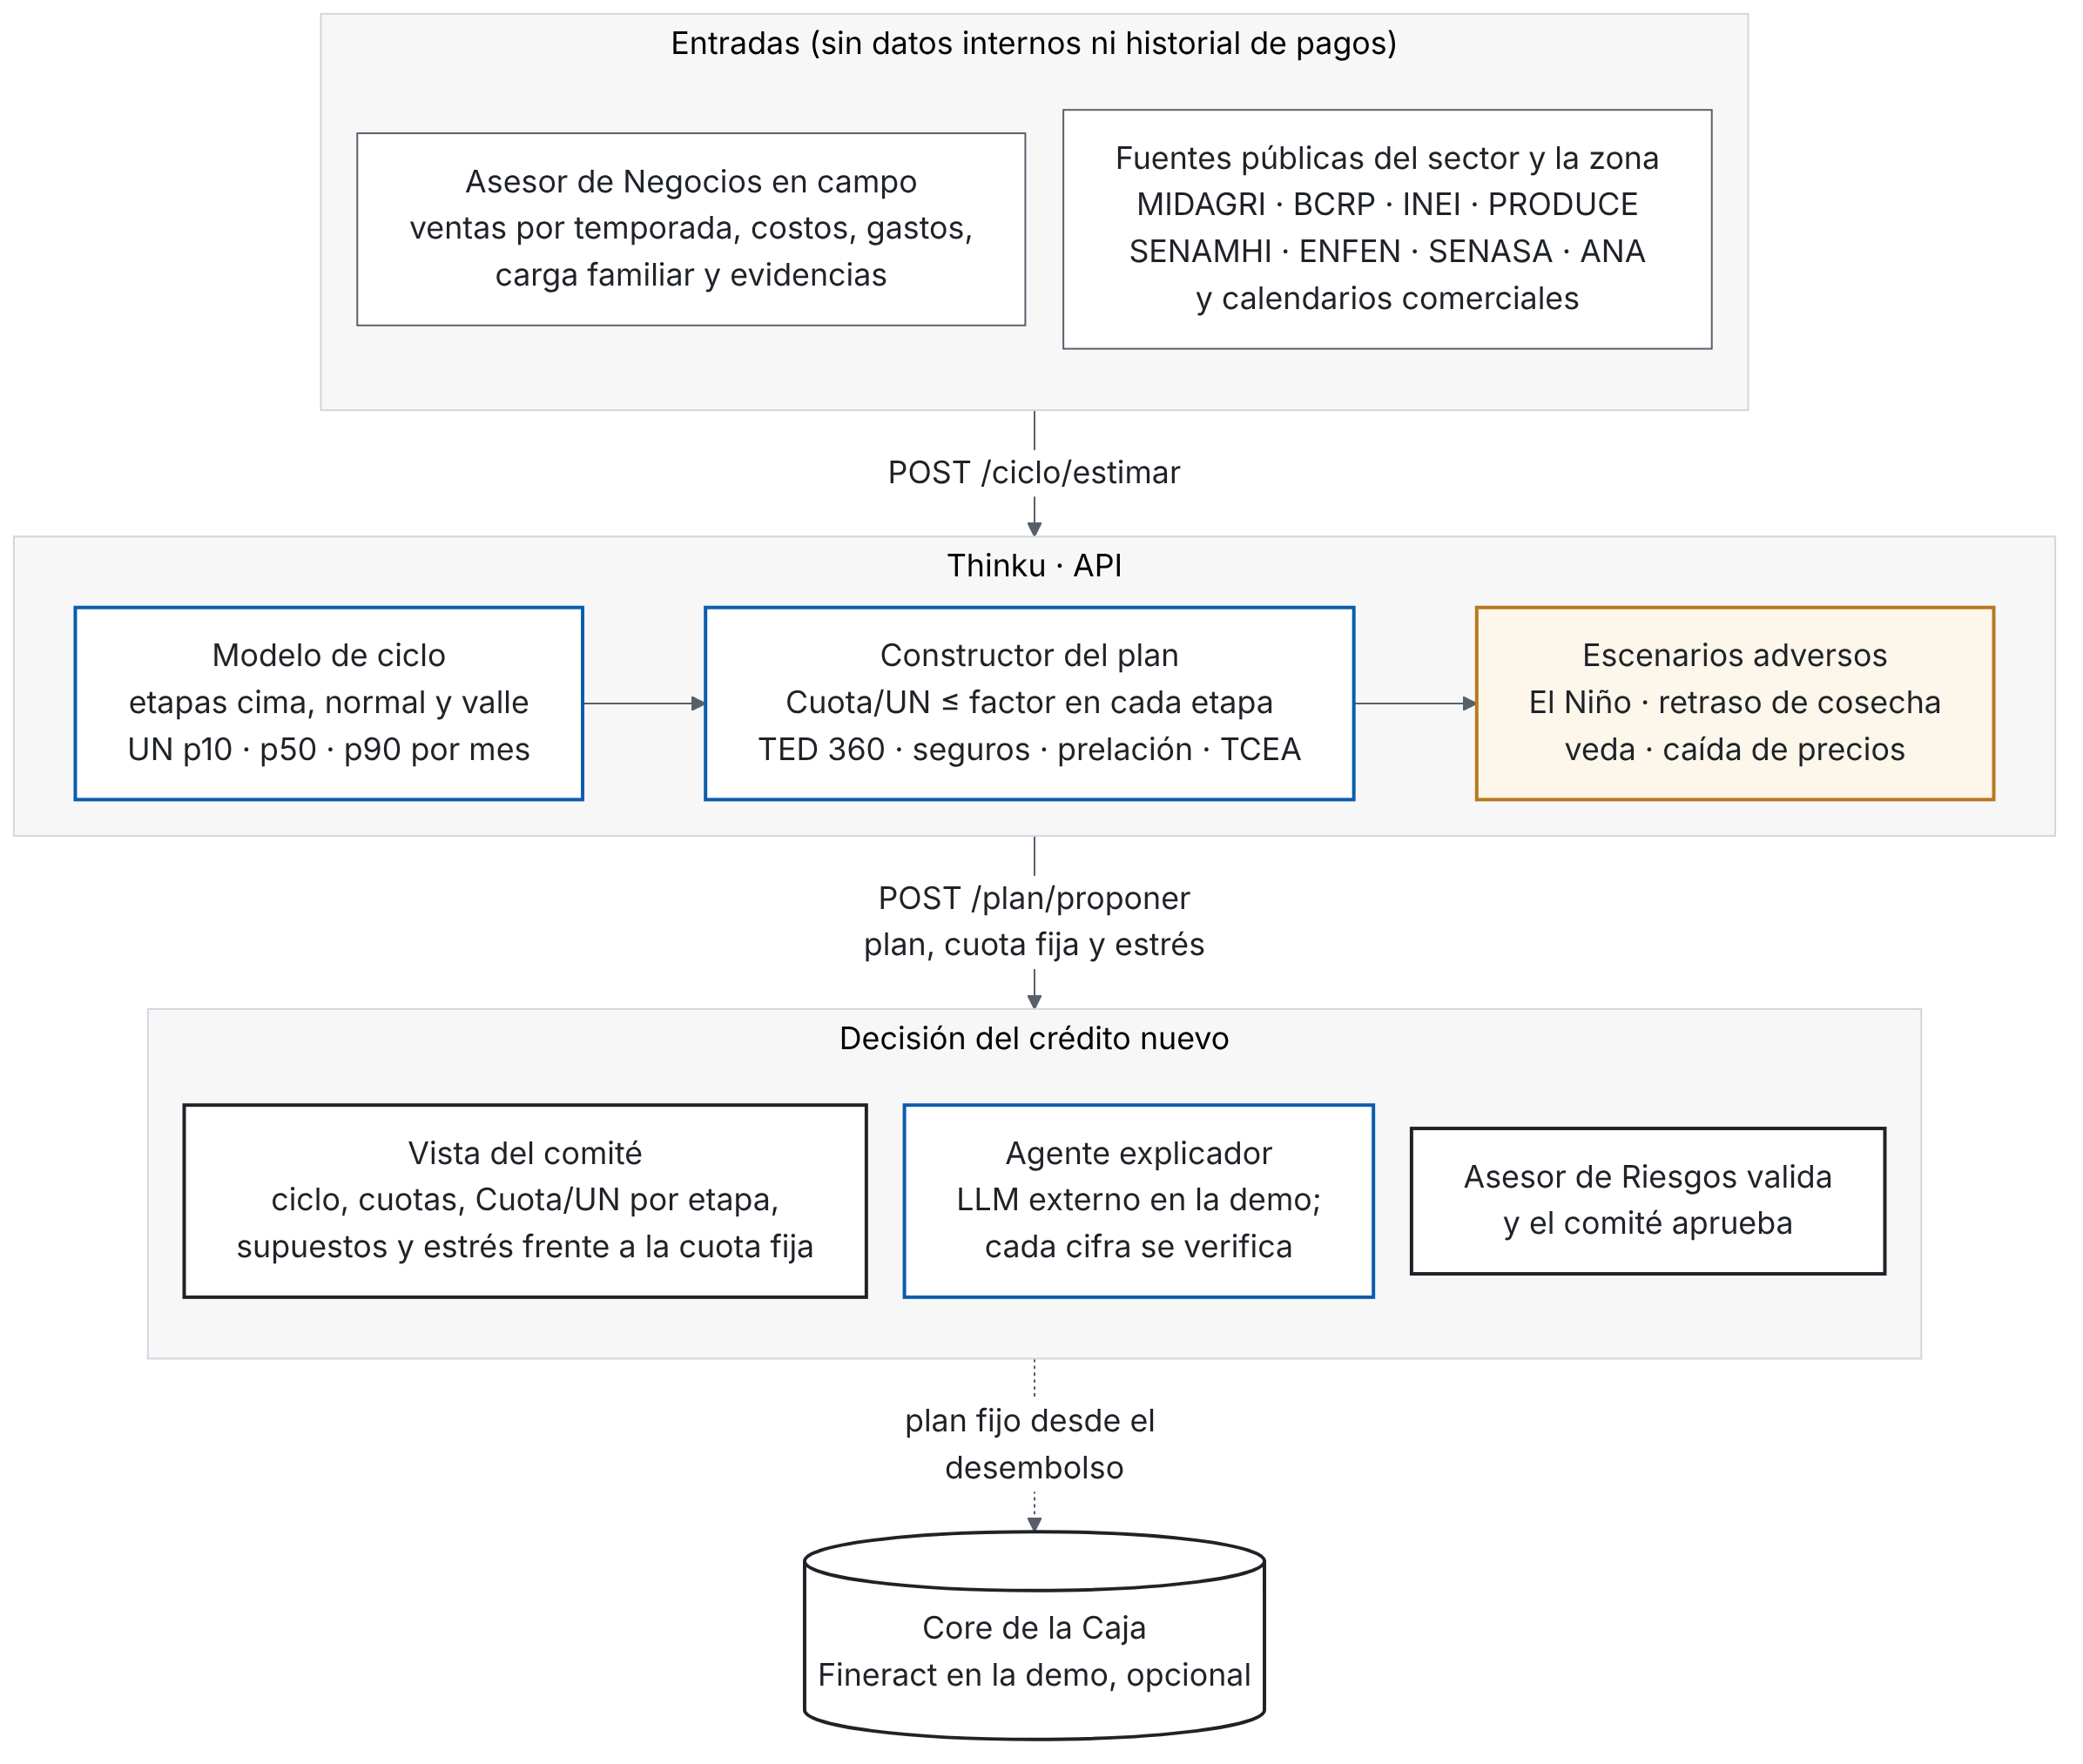 Entradas (sin datos internos ni historial de pagos)
Asesor de Negocios en campo
ventas por temporada, costos, gastos,
carga familiar y evidencias
Fuentes públicas del sector y la zona
MIDAGRI · BCRP · INEI · PRODUCE
SENAMHI · ENFEN · SENASA · ANA
y calendarios comerciales
POST /ciclo/estimar
Thinku · API
Modelo de ciclo
etapas cima, normal y valle
UN p10 · p50 · p90 por mes
Constructor del plan
Cuota/UN ≤ factor en cada etapa
TED 360 · seguros · prelación · TCEA
Escenarios adversos
El Niño · retraso de cosecha
veda · caída de precios
POST /plan/proponer
plan, cuota fija y estrés
Decisión del crédito nuevo
Vista del comité
ciclo, cuotas, Cuota/UN por etapa,
supuestos y estrés frente a la cuota fija
Agente explicador
LLM externo en la demo;
cada cifra se verifica
Asesor de Riesgos valida
y el comité aprueba
plan fijo desde el
desembolso
Core de la Caja
Fineract en la demo, opcional